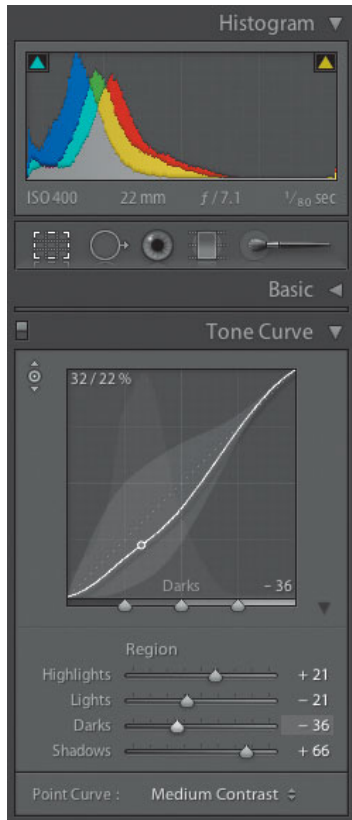 Histogram
ISO 400 22 mm f / 7.1 1/80 sec
Basic
Tone Curve
32 / 22 %
Darks - 36
Region
Highlights + 21
Lights - 21
Darks - 36
Shadows + 66
Point Curve : Medium Contrast